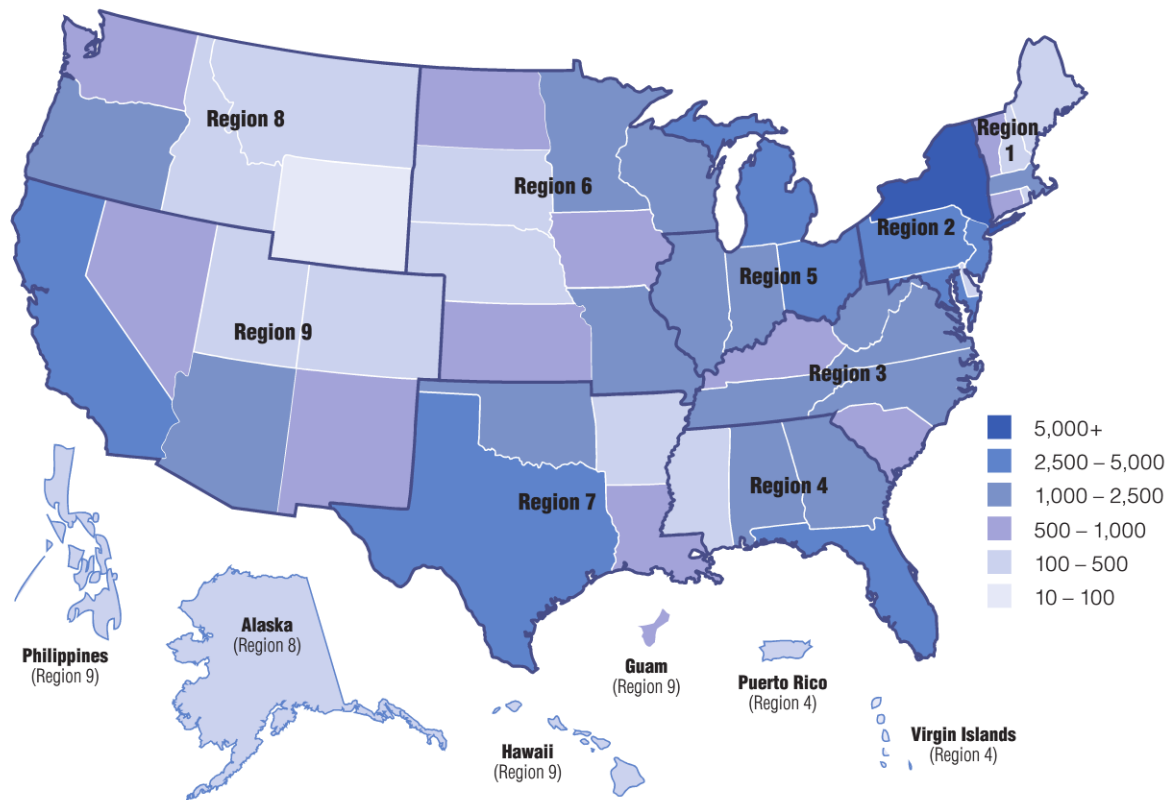 Region 8
Region
1
Region 6
Region 2
Region 5
Region 9
Region 3
Region 4
Region 7
5,000+
2,500 – 5,000
1,000 – 2,500
500 – 1,000
100 – 500
10 – 100
Philippines
(Region 9)
Alaska
(Region 8)
Hawaii
(Region 9)
Guam
(Region 9)
Puerto Rico
(Region 4)
Virgin Islands
(Region 4)